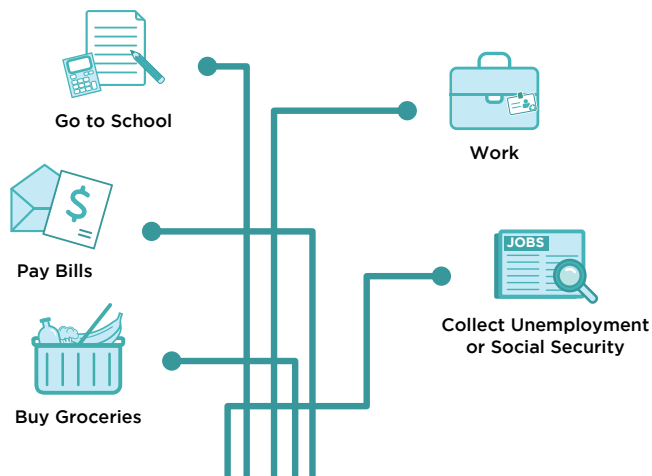 Go to School
Work
Pay Bills
$
JOBS
Collect Unemployment
or Social Security
Buy Groceries